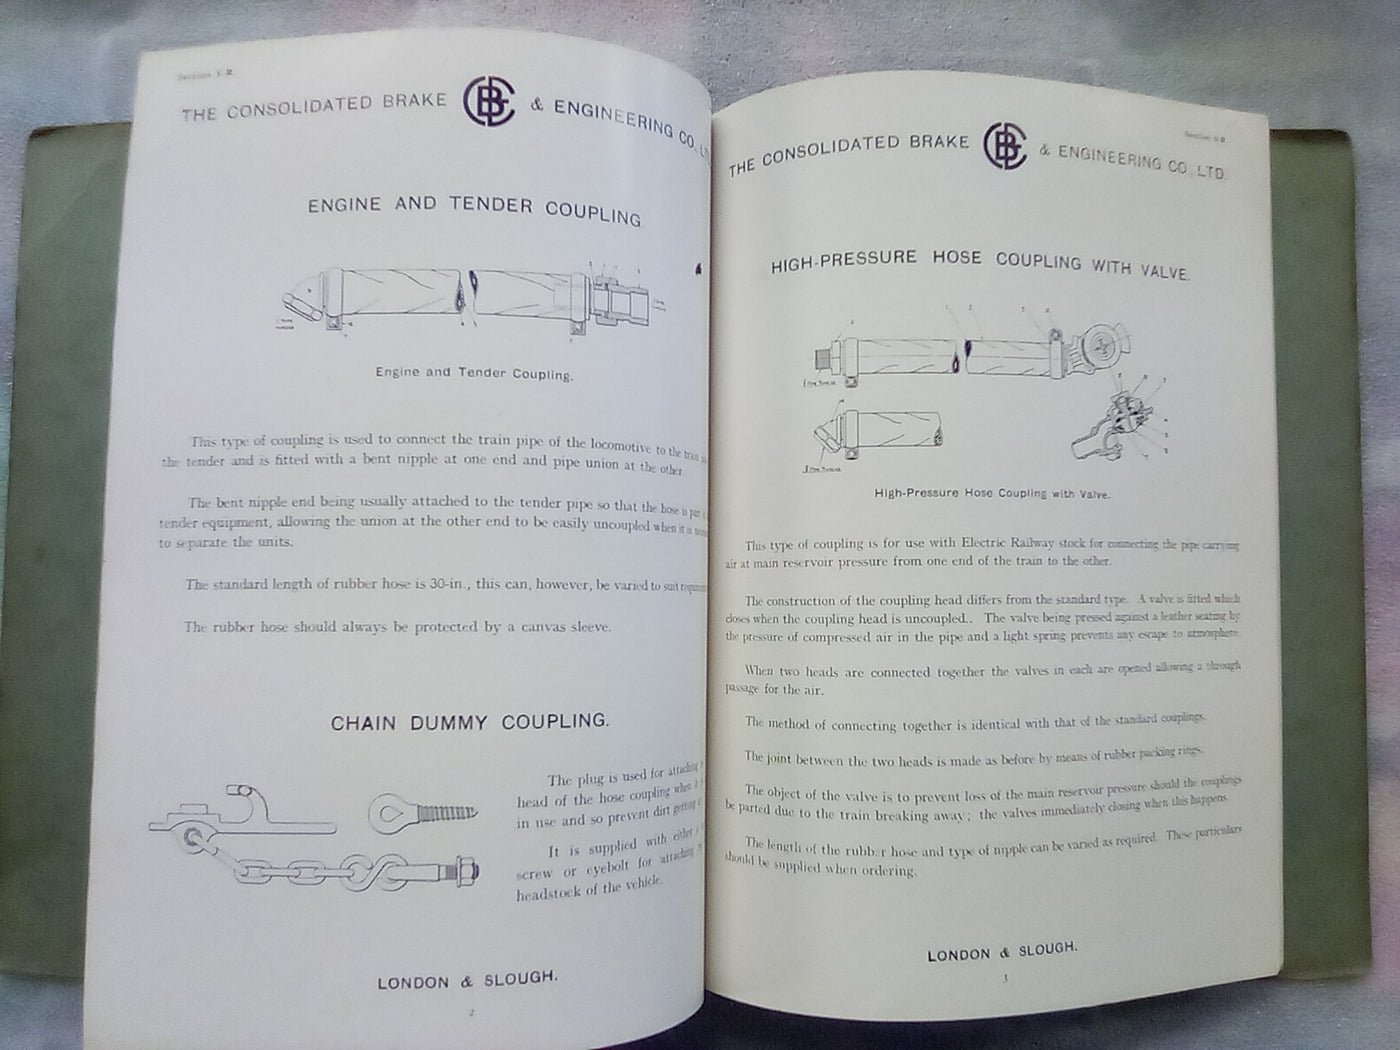 Section 5-R
THE CONSOLIDATED BRAKE CBE & ENGINEERING CO.,
ENGINE AND TENDER COUPLING
Engine and Tender Coupling.
This type of coupling is used to connect the train pipe of the locomotive to the train
the tender and is fitted with a bent nipple at one end and pipe union at the other
The bent nipple end being usually attached to the tender pipe so that the hose is part
tender equipment, allowing the union at the other end to be easily uncoupled when it is
to separate the units.
The standard length of rubber hose is 30-in., this can, however, be varied to suit
The rubber hose should always be protected by a canvas sleeve.
CHAIN DUMMY COUPLING.
The plug is used for attaching
head of the hose coupling when
in use and so prevent dirt getting
It is supplied with either
screw or eyebolt for attaching
headstock of the vehicle.
LONDON & SLOUGH.
2
Section 5-R
THE CONSOLIDATED BRAKE CBE & ENGINEERING CO., LTD.
HIGH-PRESSURE HOSE COUPLING WITH VALVE.
High-Pressure Hose Coupling with Valve.
This type of coupling is for use with Electric Railway stock for connecting the pipe carrying
air at main reservoir pressure from one end of the train to the other.
The construction of the coupling head differs from the standard type. A valve is fitted which
closes when the coupling head is uncoupled.. The valve being pressed against a leather seating by
the pressure of compressed air in the pipe and a light spring prevents any escape to atmosphere.
When two heads are connected together the valves in each are opened allowing a through
passage for the air.
The method of connecting together is identical with that of the standard couplings.
The joint between the two heads is made as before by means of rubber packing rings.
The object of the valve is to prevent loss of the main reservoir pressure should the couplings
be parted due to the train breaking away; the valves immediately closing when this happens.
The length of the rubber hose and type of nipple can be varied as required. These particulars
should be supplied when ordering.
LONDON & SLOUGH.
3